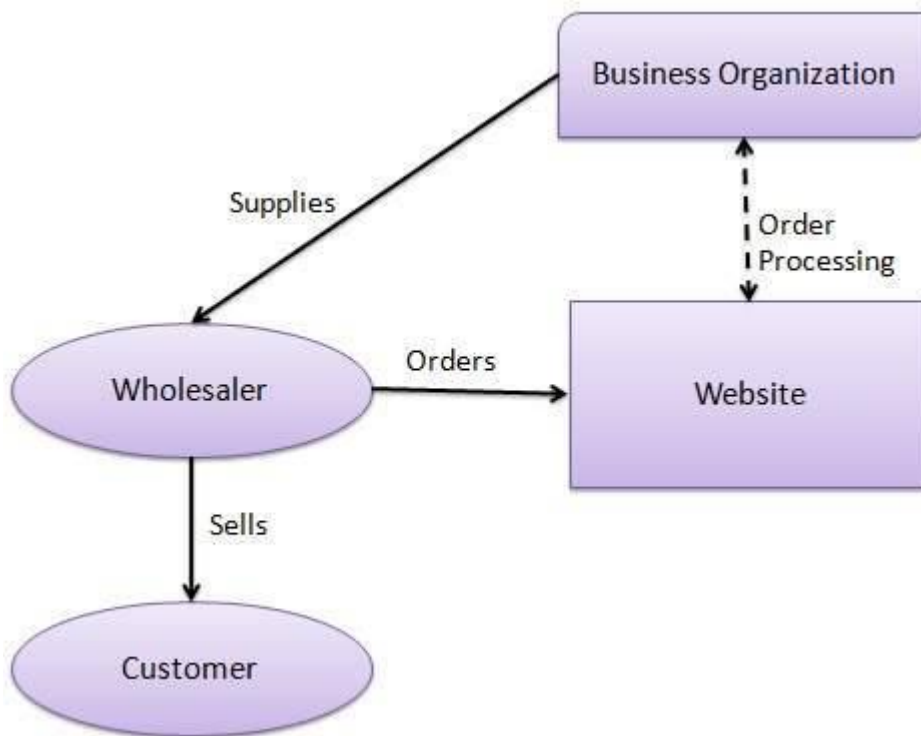 Business Organization
Supplies
Order
Processing
Wholesaler
Orders
Website
Sells
Customer